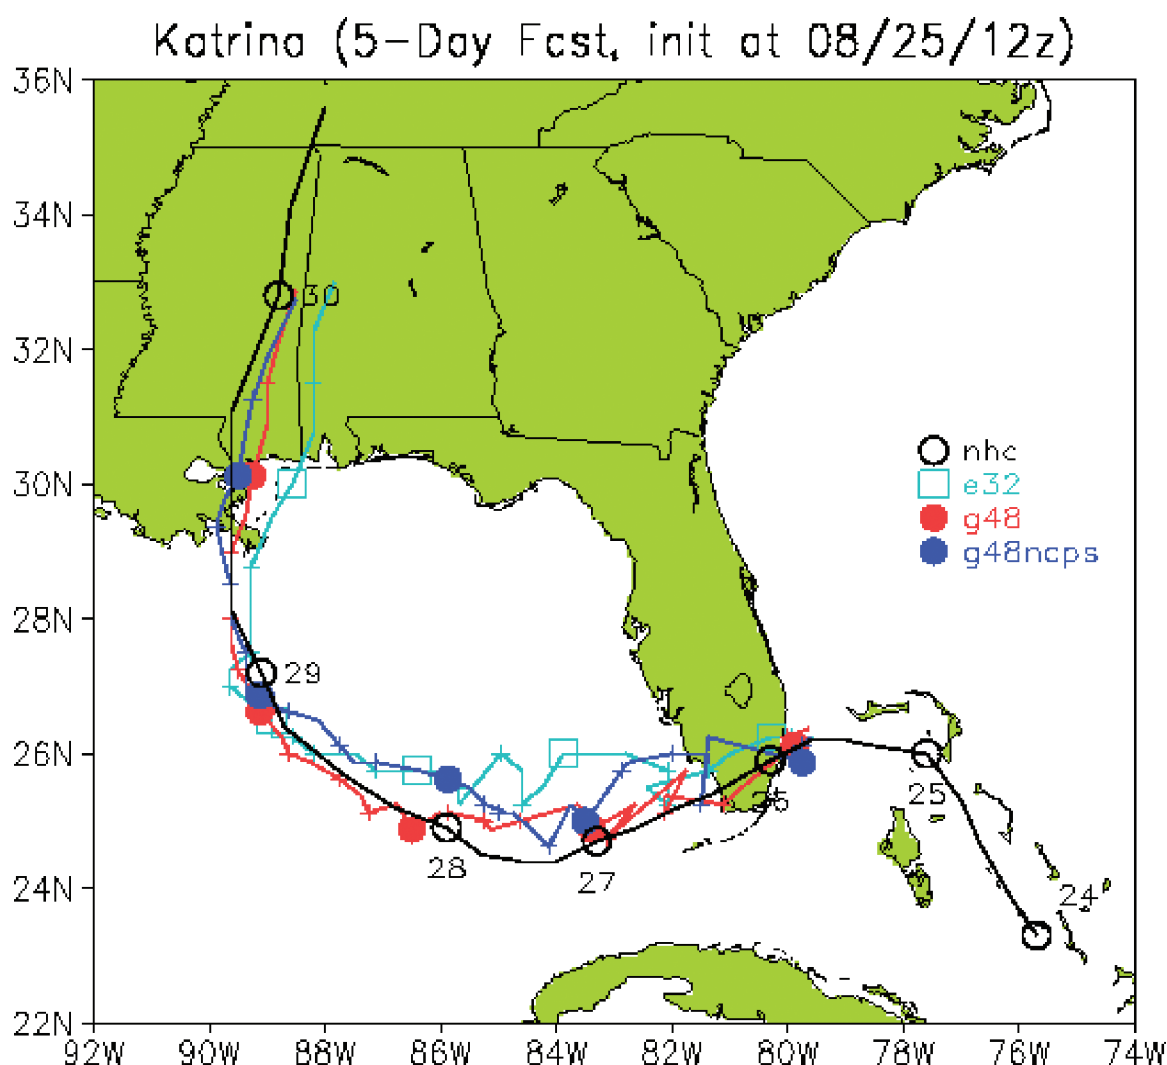 Katrina (5-Day Fcst, init at 08/25/12z)
36N
34N
32N
30N
28N
26N
24N
22N
92W 90W 88W 86W 84W 82W 80W 78W 76W 74W
30
29
28
27
26
25
24
nhc
e32
g48
g48ncps